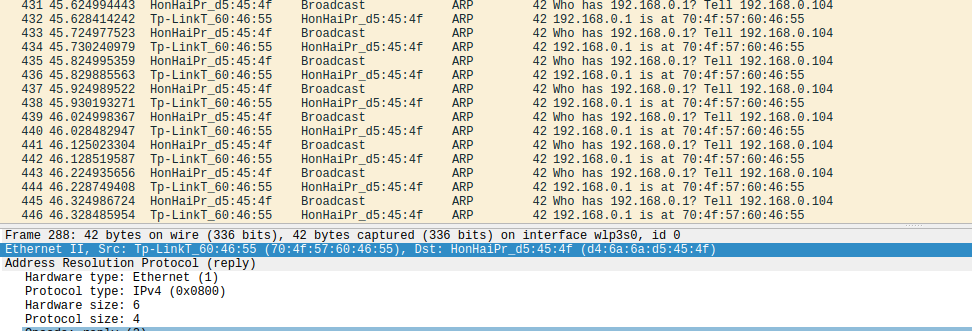 431 45.624994443 HonHaiPr_d5:45:4f Broadcast ARP 42 Who has 192.168.0.1? Tell 192.168.0.104
432 45.628414242 Tp-LinkT_60:46:55 HonHaiPr_d5:45:4f ARP 42 192.168.0.1 is at 70:4f:57:60:46:55
433 45.724977523 HonHaiPr_d5:45:4f Broadcast ARP 42 Who has 192.168.0.1? Tell 192.168.0.104
434 45.730240979 Tp-LinkT_60:46:55 HonHaiPr_d5:45:4f ARP 42 192.168.0.1 is at 70:4f:57:60:46:55
435 45.824995359 HonHaiPr_d5:45:4f Broadcast ARP 42 Who has 192.168.0.1? Tell 192.168.0.104
436 45.829885563 Tp-LinkT_60:46:55 HonHaiPr_d5:45:4f ARP 42 192.168.0.1 is at 70:4f:57:60:46:55
437 45.924989522 HonHaiPr_d5:45:4f Broadcast ARP 42 Who has 192.168.0.1? Tell 192.168.0.104
438 45.930193271 Tp-LinkT_60:46:55 HonHaiPr_d5:45:4f ARP 42 192.168.0.1 is at 70:4f:57:60:46:55
439 46.024998367 HonHaiPr_d5:45:4f Broadcast ARP 42 Who has 192.168.0.1? Tell 192.168.0.104
440 46.028482947 Tp-LinkT_60:46:55 HonHaiPr_d5:45:4f ARP 42 192.168.0.1 is at 70:4f:57:60:46:55
441 46.125023304 HonHaiPr_d5:45:4f Broadcast ARP 42 Who has 192.168.0.1? Tell 192.168.0.104
442 46.128519587 Tp-LinkT_60:46:55 HonHaiPr_d5:45:4f ARP 42 192.168.0.1 is at 70:4f:57:60:46:55
443 46.224935656 HonHaiPr_d5:45:4f Broadcast ARP 42 Who has 192.168.0.1? Tell 192.168.0.104
444 46.228749408 Tp-LinkT_60:46:55 HonHaiPr_d5:45:4f ARP 42 192.168.0.1 is at 70:4f:57:60:46:55
445 46.324986724 HonHaiPr_d5:45:4f Broadcast ARP 42 Who has 192.168.0.1? Tell 192.168.0.104
446 46.328485954 Tp-LinkT_60:46:55 HonHaiPr_d5:45:4f ARP 42 192.168.0.1 is at 70:4f:57:60:46:55
Frame 288: 42 bytes on wire (336 bits), 42 bytes captured (336 bits) on interface wlp3s0, id 0
Ethernet II, Src: Tp-LinkT_60:46:55 (70:4f:57:60:46:55), Dst: HonHaiPr_d5:45:4f (d4:6a:6a:d5:45:4f)
Address Resolution Protocol (reply)
Hardware type: Ethernet (1)
Protocol type: IPv4 (0x0800)
Hardware size: 6
Protocol size: 4